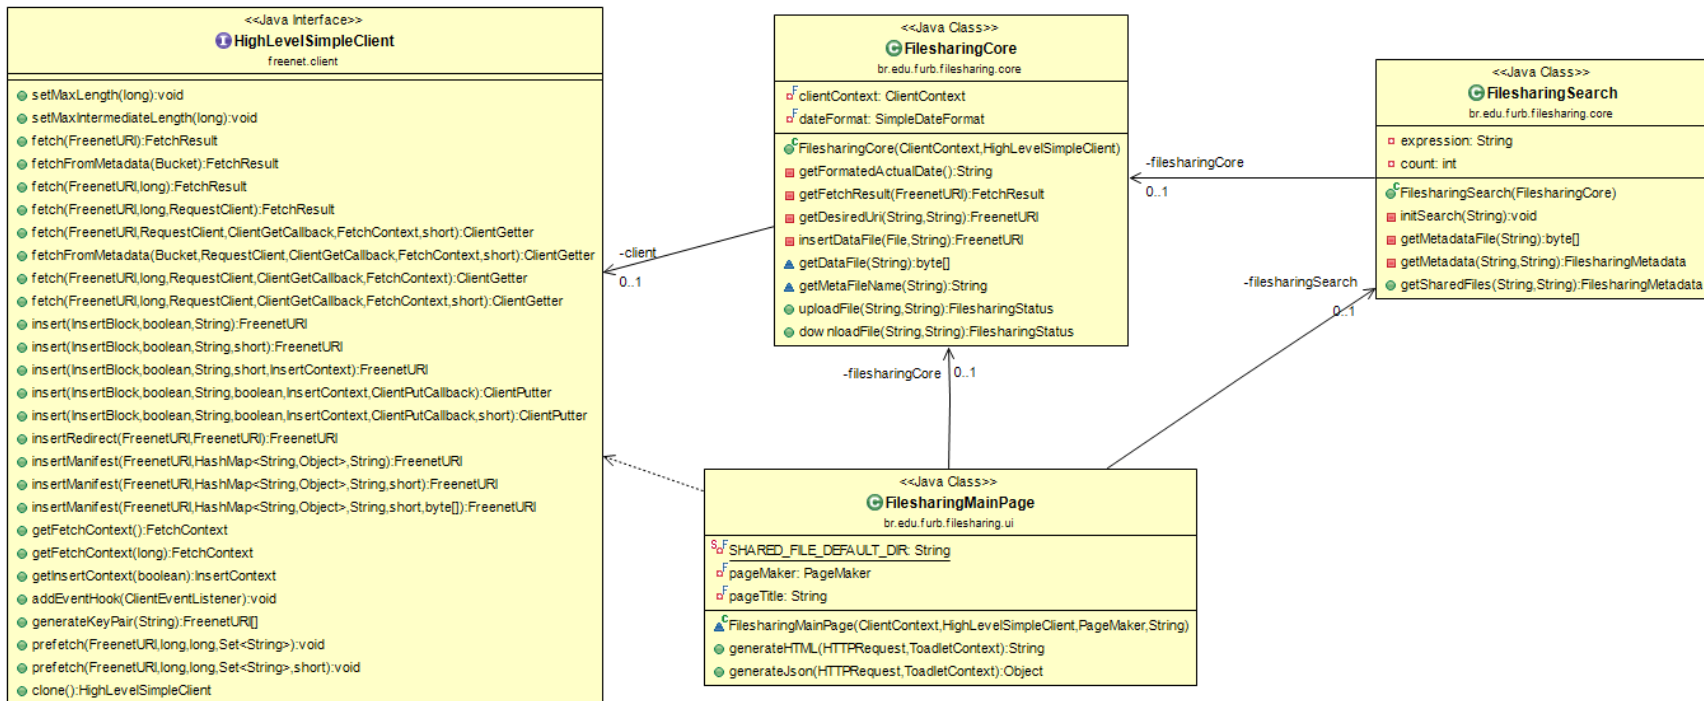 <<Java Interface>>
HighLevelSimpleClient
freenet.client
setMaxLength(long):void
setMaxIntermediateLength(long):void
fetch(FreenetURI):FetchResult
fetchFromMetadata(Bucket):FetchResult
fetch(FreenetURI,long):FetchResult
fetch(FreenetURI,long,RequestClient):FetchResult
fetch(FreenetURI,RequestClient,ClientGetCallback,FetchContext,short):ClientGetter
fetchFromMetadata(Bucket,RequestClient,ClientGetCallback,FetchContext,short):ClientGetter
fetch(FreenetURI,long,RequestClient,ClientGetCallback,FetchContext):ClientGetter
fetch(FreenetURI,long,RequestClient,ClientGetCallback,FetchContext,short):ClientGetter
insert(InsertBlock,boolean,String):FreenetURI
insert(InsertBlock,boolean,String,short):FreenetURI
insert(InsertBlock,boolean,String,short,InsertContext):FreenetURI
insert(InsertBlock,boolean,String,boolean,InsertContext,ClientPutCallback):ClientPutter
insert(InsertBlock,boolean,String,boolean,InsertContext,ClientPutCallback,short):ClientPutter
insertRedirect(FreenetURI,FreenetURI):FreenetURI
insertManifest(FreenetURI,HashMap<String,Object>,String):FreenetURI
insertManifest(FreenetURI,HashMap<String,Object>,String,short):FreenetURI
insertManifest(FreenetURI,HashMap<String,Object>,String,short,byte[]):FreenetURI
getFetchContext():FetchContext
getFetchContext(long):FetchContext
getInsertContext(boolean):InsertContext
addEventHook(ClientEventListener):void
generateKeyPair(String):FreenetURI[]
prefetch(FreenetURI,long,long,Set<String>):void
prefetch(FreenetURI,long,long,Set<String>,short):void
clone():HighLevelSimpleClient
-client
0..1
<<Java Class>>
FilesharingCore
br.edu.furb.filesharing.core
clientContext: ClientContext
dateFormat: SimpleDateFormat
FilesharingCore(ClientContext,HighLevelSimpleClient)
getFormatedActualDate():String
getFetchResult(FreenetURI):FetchResult
getDesiredUri(String,String):FreenetURI
insertDataFile(File,String):FreenetURI
getDataFile(String):byte[]
getMetaFileName(String):String
uploadFile(String,String):FilesharingStatus
downloadFile(String,String):FilesharingStatus
-filesharingCore
0..1
<<Java Class>>
FilesharingSearch
br.edu.furb.filesharing.core
expression: String
count: int
FilesharingSearch(FilesharingCore)
initSearch(String):void
getMetadataFile(String):byte[]
getMetadata(String,String):FilesharingMetadata
getSharedFiles(String,String):FilesharingMetadata
-filesharingSearch
0..1
-filesharingCore
0..1
<<Java Class>>
FilesharingMainPage
br.edu.furb.filesharing.ui
SHARED_FILE_DEFAULT_DIR: String
pageMaker: PageMaker
pageTitle: String
FilesharingMainPage(ClientContext,HighLevelSimpleClient,PageMaker,String)
generateHTML(HTTPRequest,ToadletContext):String
generateJson(HTTPRequest,ToadletContext):Object